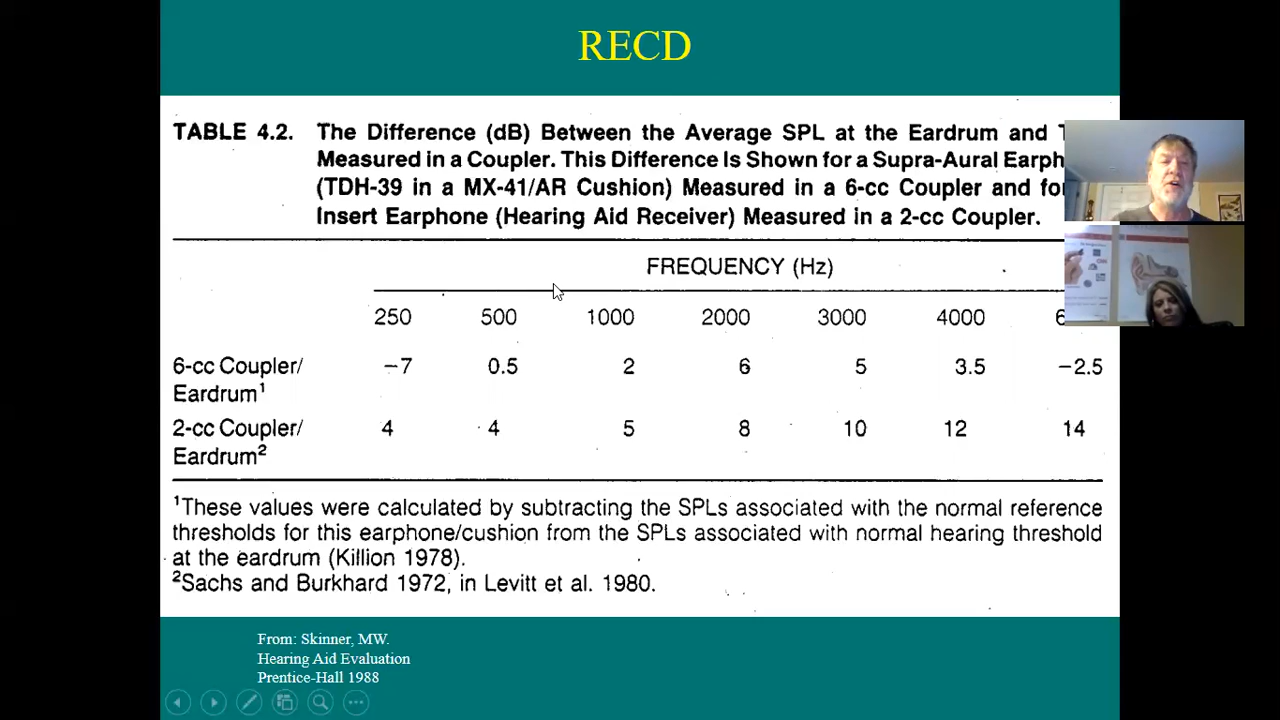 RECD
TABLE 4.2. The Difference (dB) Between the Average SPL at the Eardrum and
Measured in a Coupler. This Difference Is Shown for a Supra-Aural
(TDH-39 in a MX-41/AR Cushion) Measured in a 6-cc Coupler and
Insert Earphone (Hearing Aid Receiver) Measured in a 2-cc Coupler.
FREQUENCY (Hz)
250 500 1000 2000 3000 4000
6-cc Coupler/ −7 0.5 2 6 5 3.5 −2.5
Eardrum¹
2-cc Coupler/ 4 4 5 8 10 12 14
Eardrum²
¹These values were calculated by subtracting the SPLs associated with the normal reference
thresholds for this earphone/cushion from the SPLs associated with normal hearing threshold
at the eardrum (Killion 1978).
²Sachs and Burkhard 1972, in Levitt et al. 1980.
From: Skinner, MW.
Hearing Aid Evaluation
Prentice-Hall 1988